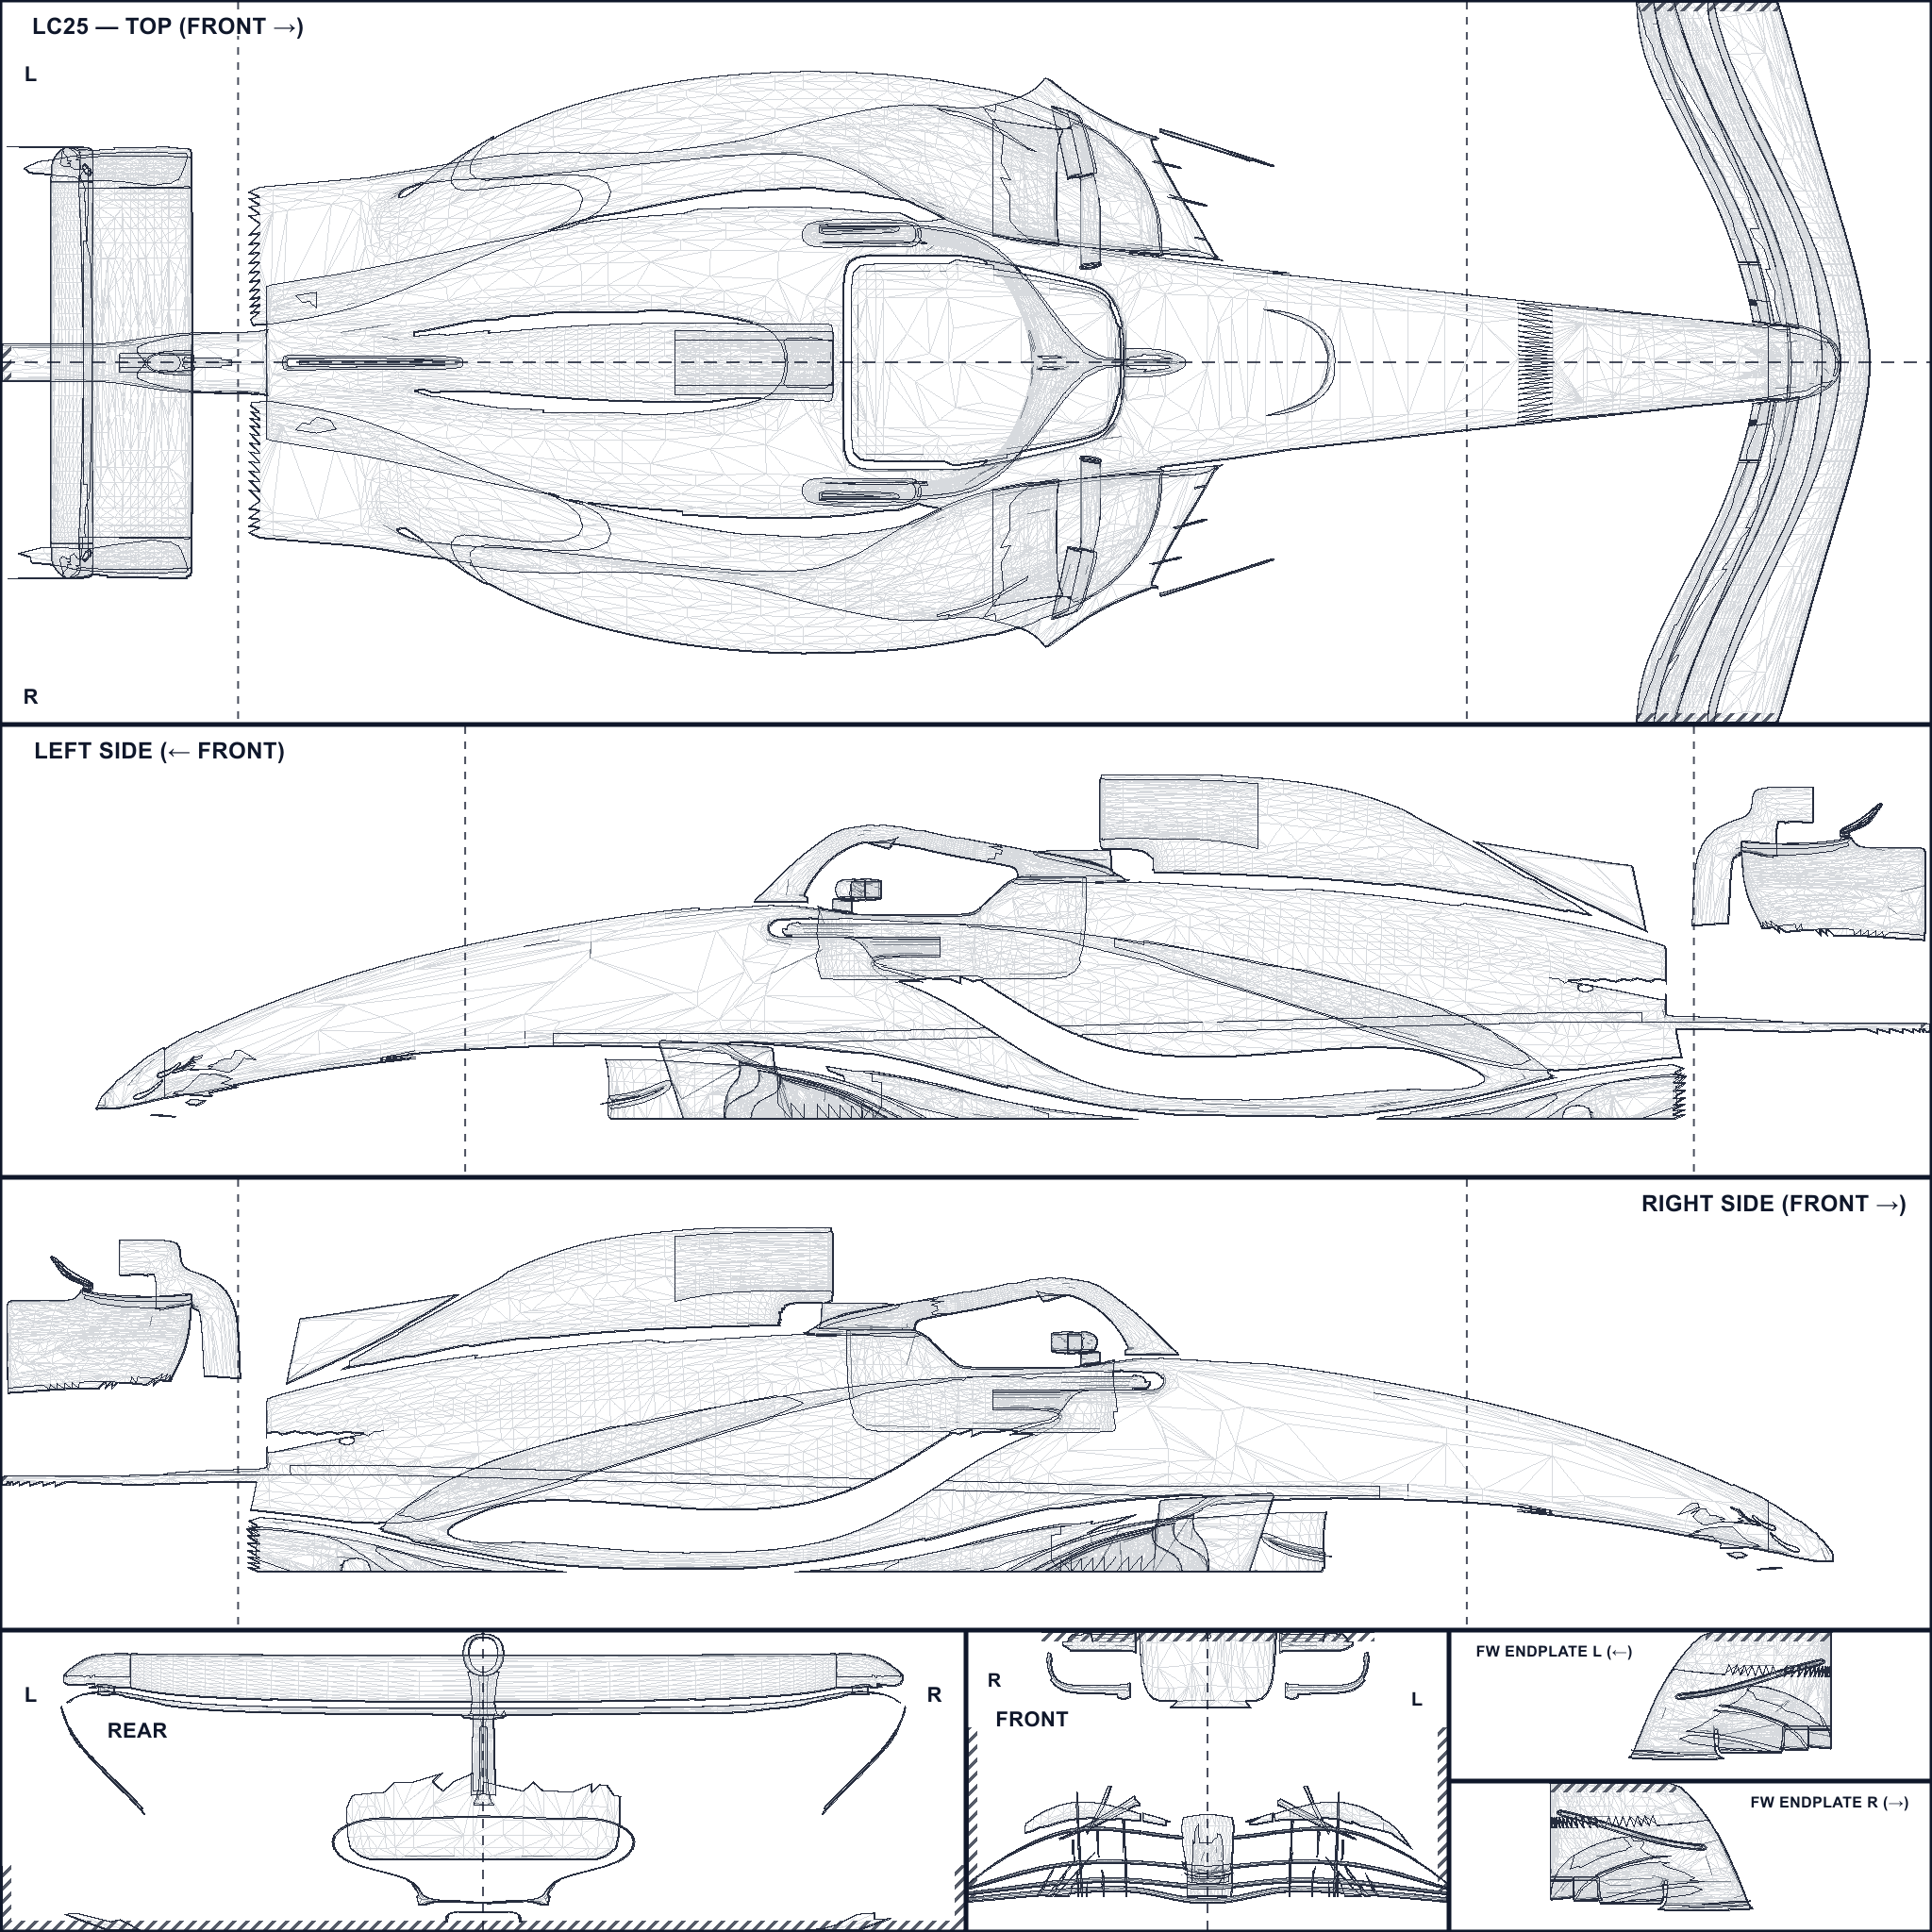 LC25 — TOP (FRONT →)
L
R
LEFT SIDE (← FRONT)
RIGHT SIDE (FRONT →)
L
R
REAR
R
L
FRONT
FW ENDPLATE L (←)
FW ENDPLATE R (→)